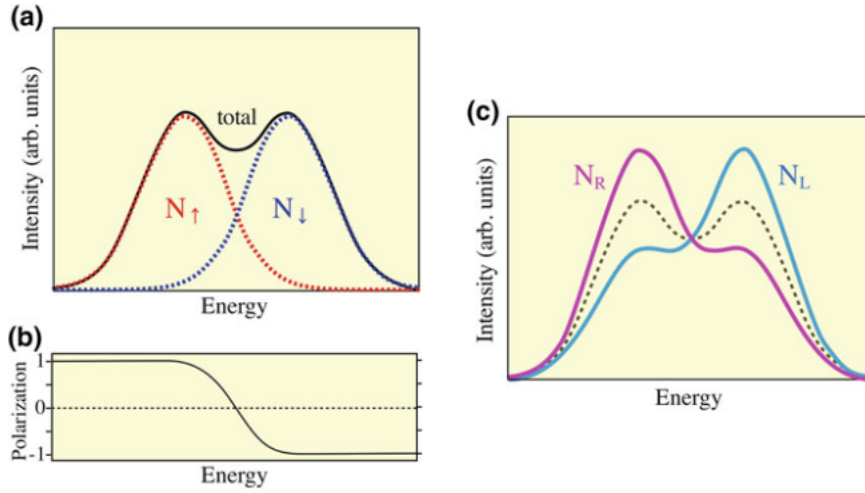 (a)
Intensity (arb. units)
total
N↑
N↓
Energy
(b)
Polarization
1
0
-1
Energy
(c)
Intensity (arb. units)
N_R
N_L
Energy